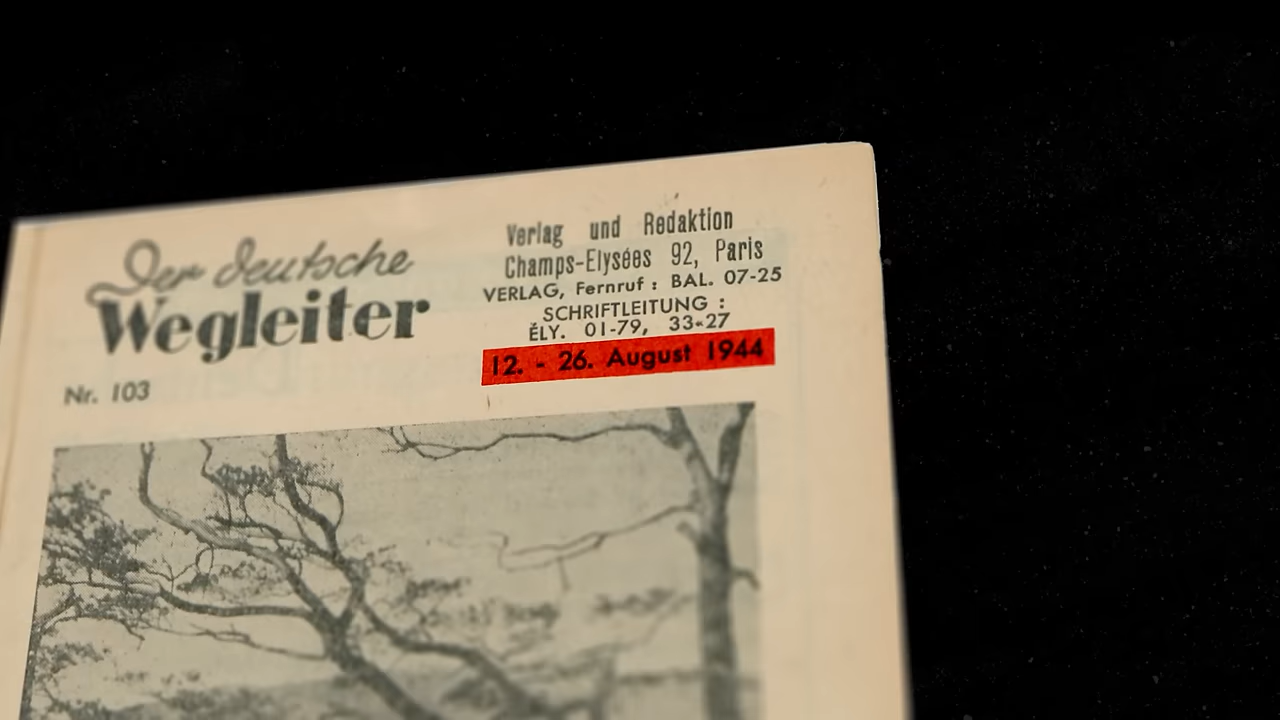 Der deutsche
Wegleiter
Nr. 103
Verlag und Redaktion
Champs-Elysées 92, Paris
VERLAG, Fernruf : BAL. 07-25
SCHRIFTLEITUNG :
ÉLY. 01-79, 33-27
12. - 26. August 1944